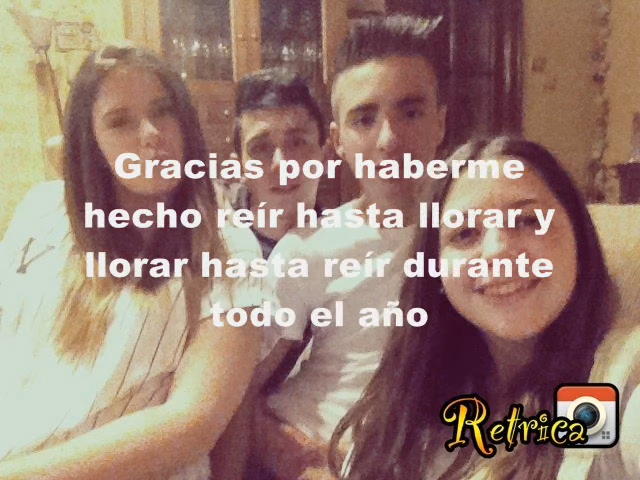 Gracias por haberme
hecho reír hasta llorar y
llorar hasta reír durante
todo el año
Retrica